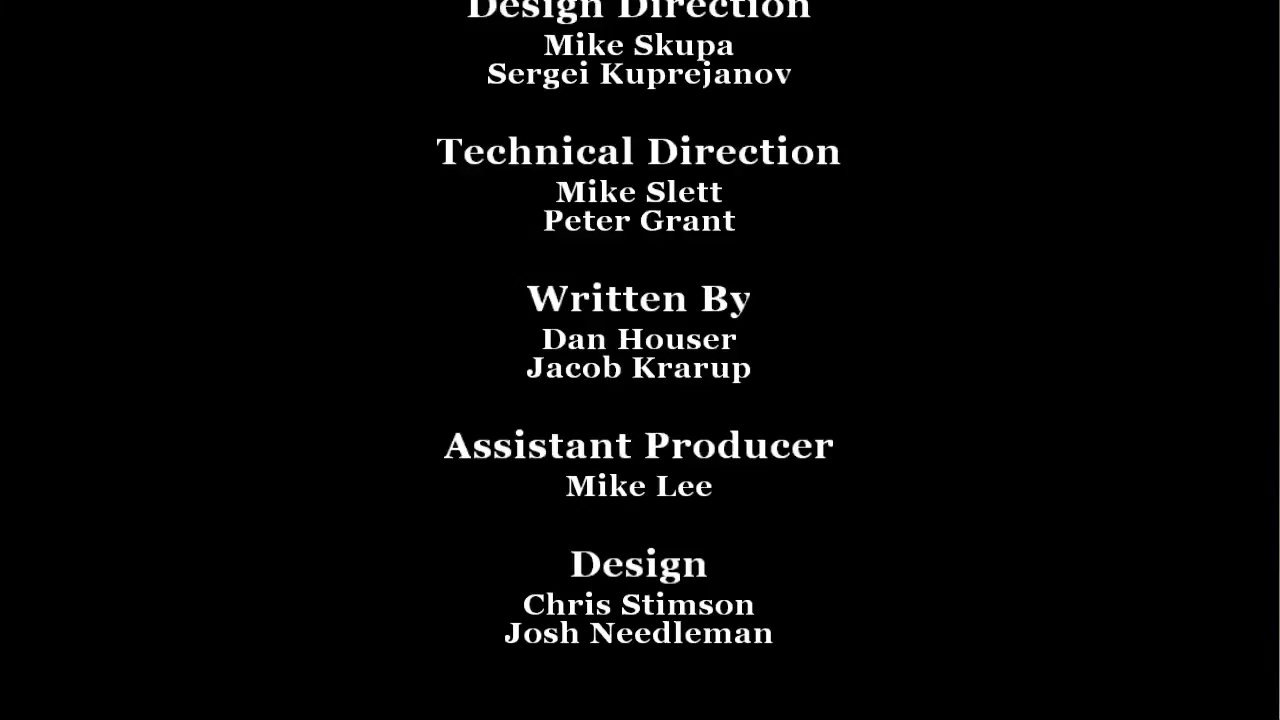 Design Direction
Mike Skupa
Sergei Kuprejanov
Technical Direction
Mike Slett
Peter Grant
Written By
Dan Houser
Jacob Krarup
Assistant Producer
Mike Lee
Design
Chris Stimson
Josh Needleman